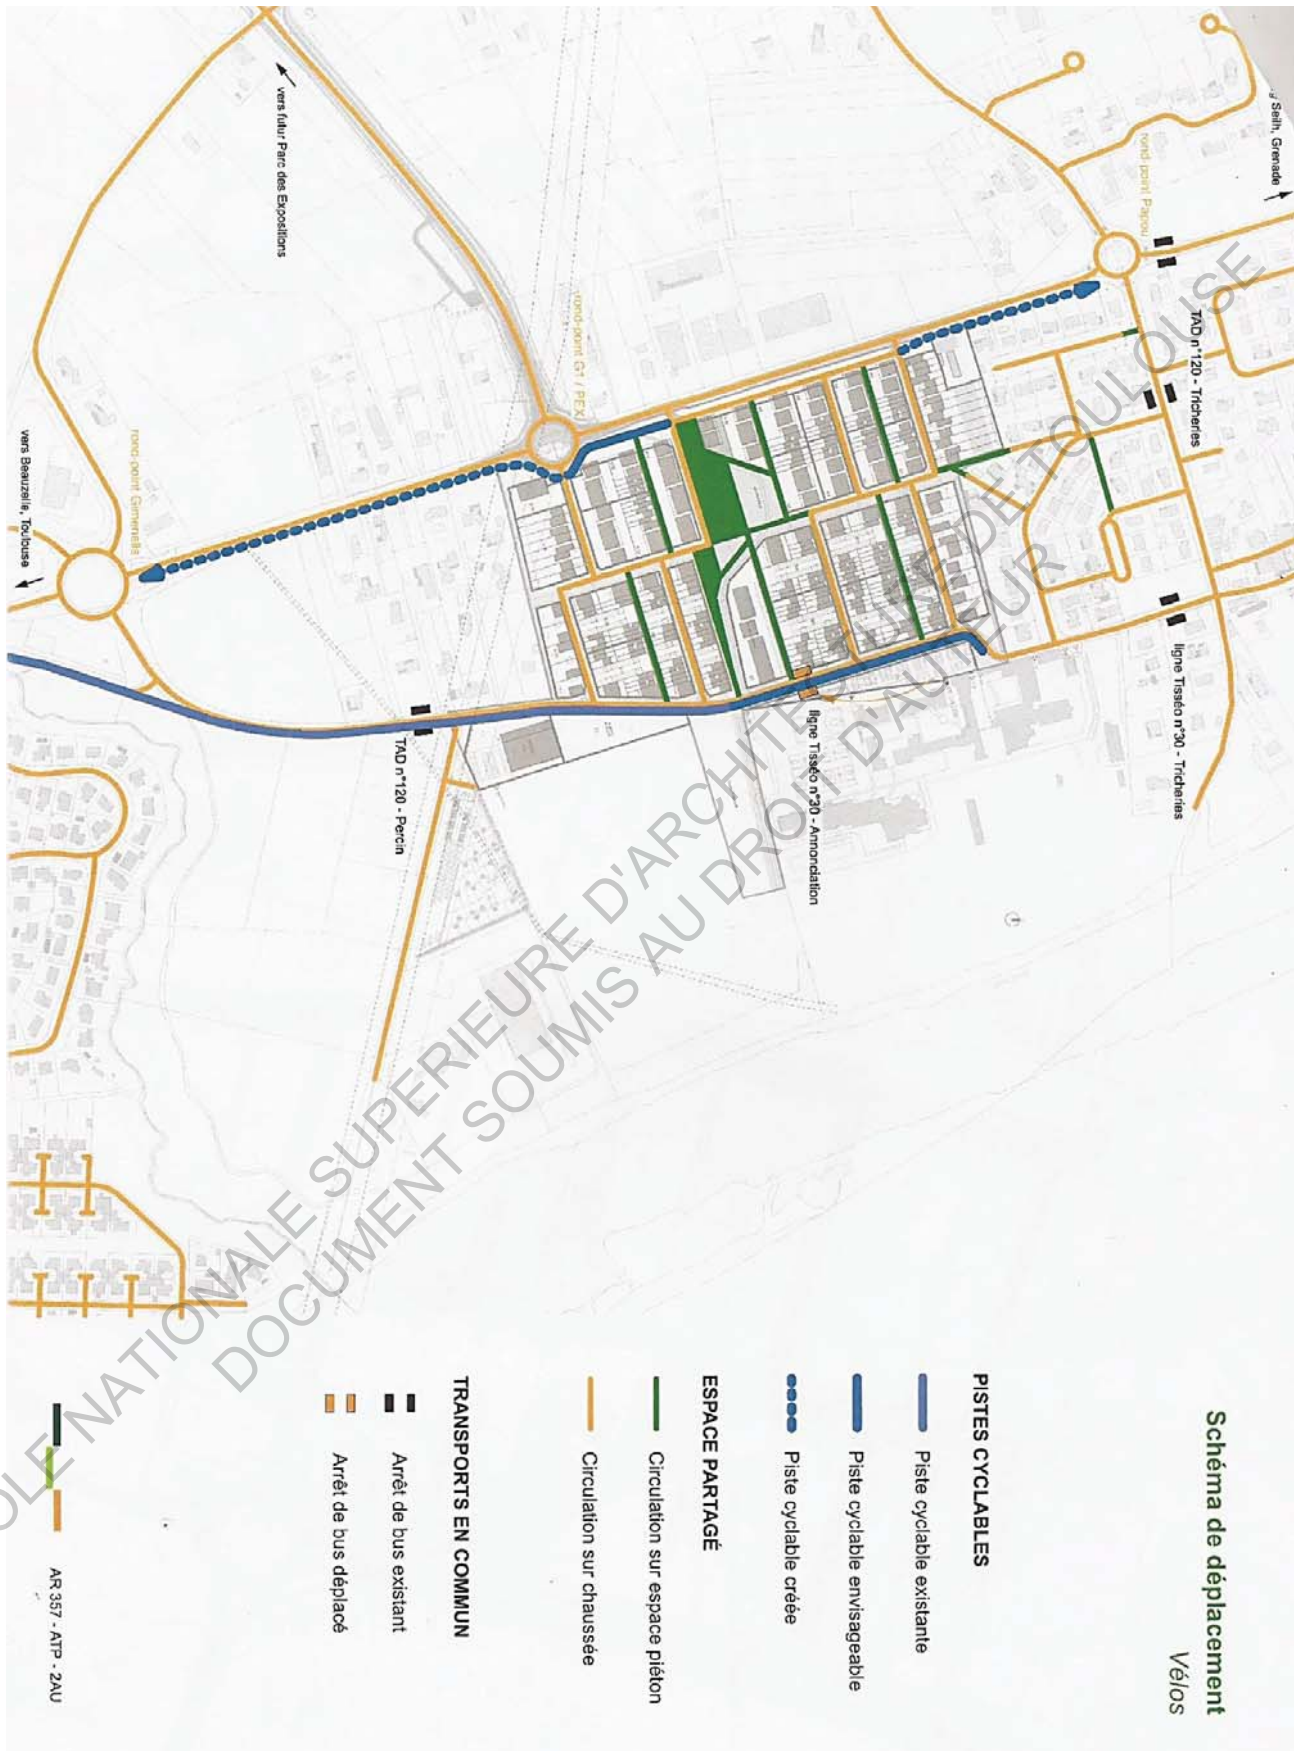 Schéma de déplacement
Vélos
PISTES CYCLABLES
Piste cyclable existante
Piste cyclable envisageable
Piste cyclable créée
ESPACE PARTAGÉ
Circulation sur espace piéton
Circulation sur chaussée
TRANSPORTS EN COMMUN
Arrêt de bus existant
Arrêt de bus déplacé
AR 357 - ATP - 2AU
Seilh, Grenade
rond-point Papou
TAD n°120 - Tricheries
ligne Tisséo n°30 - Tricheries
ligne Tisséo n°30 - Annonciation
vers futur Parc des Expositions
rond-point G1 / PEX
TAD n°120 - Percin
rond-point Gimenells
vers Beauzelle, Toulouse
NATIONALE SUPERIEURE D'ARCHITECTURE DE TOULOUSE
DOCUMENT SOUMIS AU DROIT D'AUTEUR